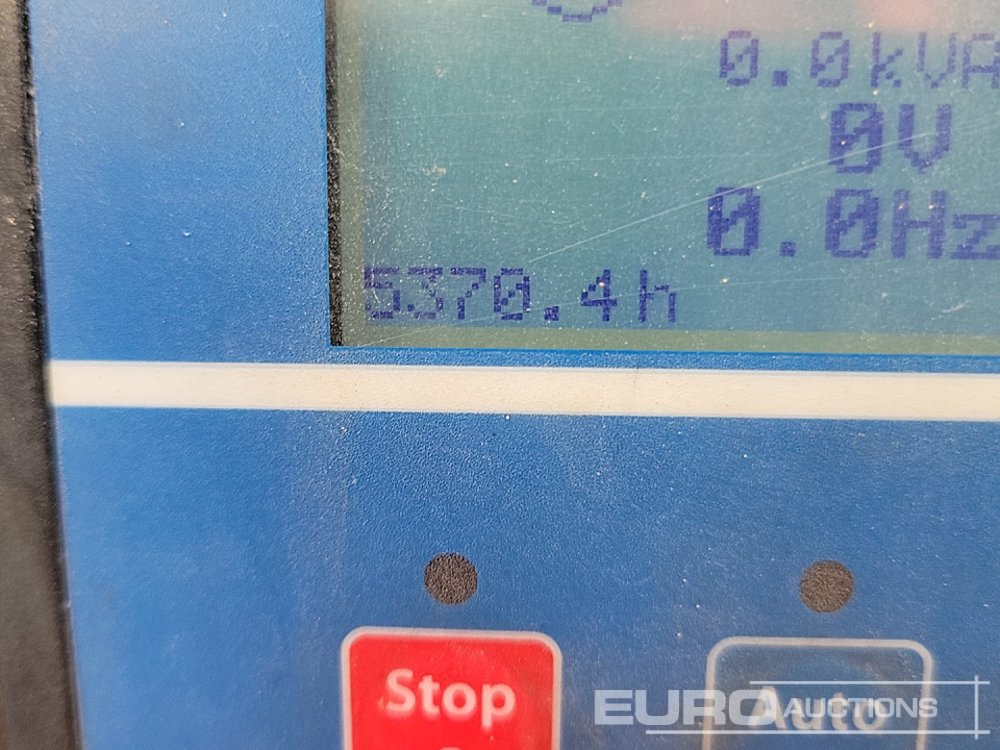 0.0kVA
0V
0.0Hz
5370.4h
Stop
Auto
EURO AUCTIONS